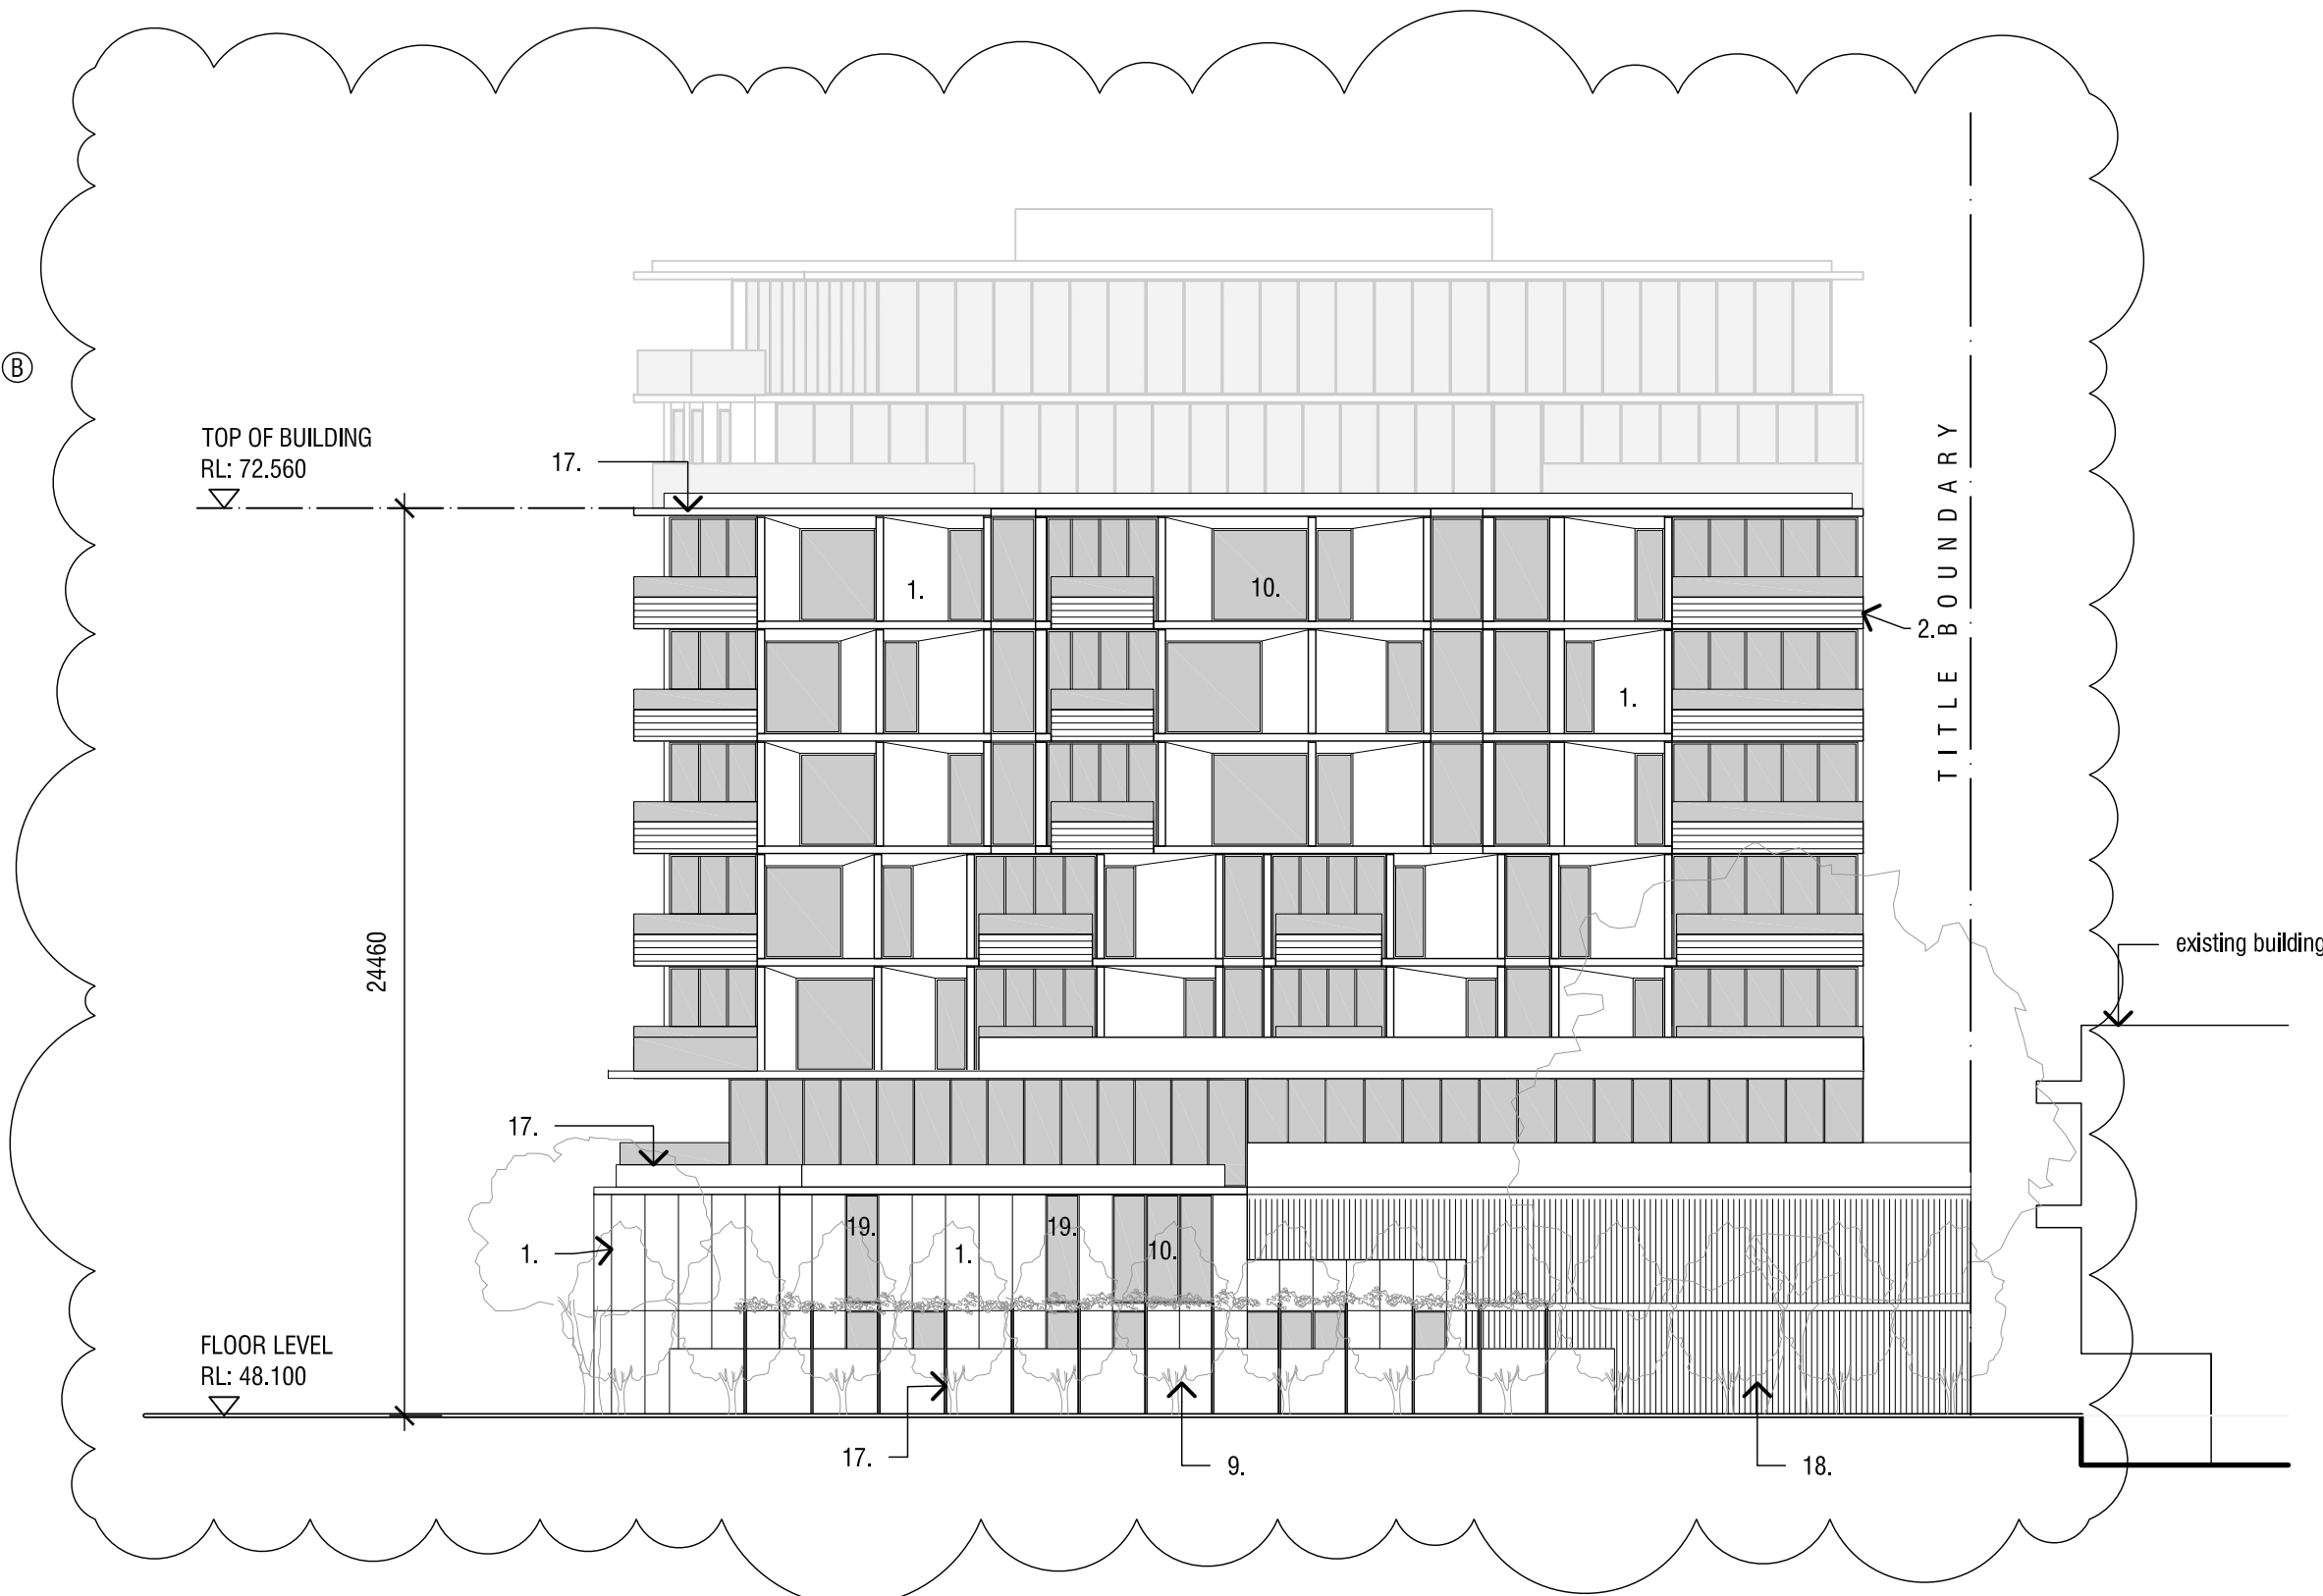 B
TOP OF BUILDING
RL: 72.560
17.
1.
10.
2.
TITLE BOUNDARY
1.
24460
existing building
17.
19.
19.
1.
1.
10.
FLOOR LEVEL
RL: 48.100
17.
9.
18.